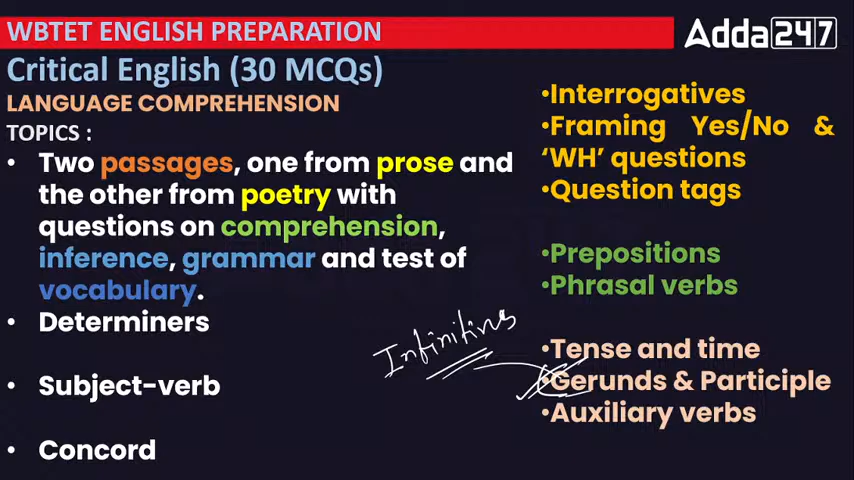 WBTET ENGLISH PREPARATION
Adda247
Critical English (30 MCQs)
LANGUAGE COMPREHENSION
TOPICS :
• Two passages, one from prose and
the other from poetry with
questions on comprehension,
inference, grammar and test of
vocabulary.
• Determiners
• Subject-verb
• Concord
•Interrogatives
•Framing Yes/No &
‘WH’ questions
•Question tags
•Prepositions
•Phrasal verbs
Infinitives
•Tense and time
•Gerunds & Participle
•Auxiliary verbs